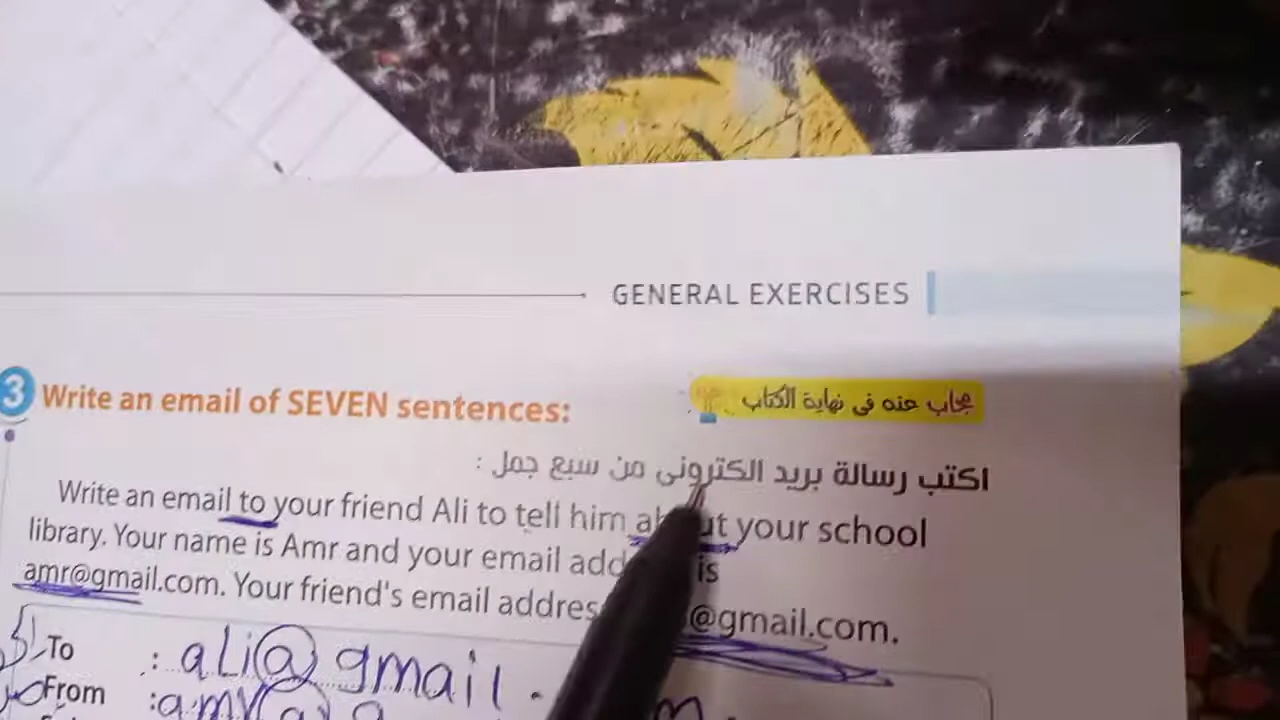 GENERAL EXERCISES
3 Write an email of SEVEN sentences:
مجاب عنه فى نهاية الكتاب
اكتب رسالة بريد الكترونى من سبع جمل :
Write an email to your friend Ali to tell him about your school
library. Your name is Amr and your email is
amr@gmail.com. Your friend's email @gmail.com.
To : ali@gmail.
From :